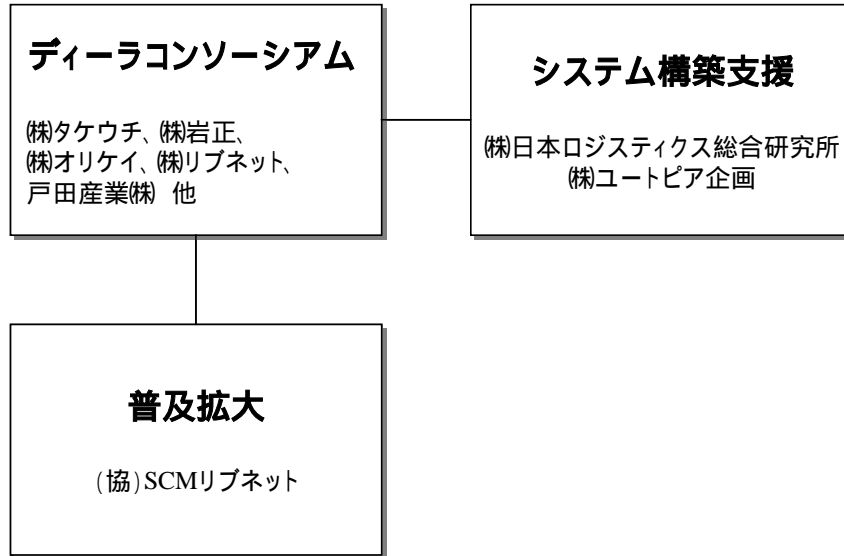 ディーラコンソーシアム
㈱タケウチ、㈱岩正、
㈱オリケイ、㈱リブネット、
戸田産業㈱ 他
システム構築支援
㈱日本ロジスティクス総合研究所
㈱ユートピア企画
普及拡大
(協)SCMリブネット